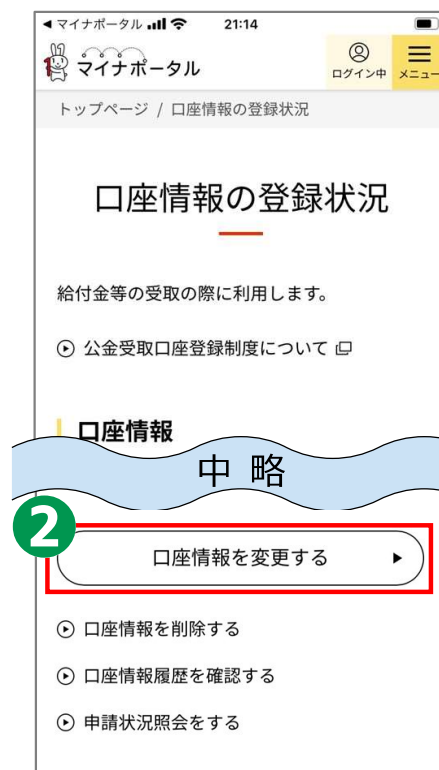 ◀ マイナポータル 21:14
マイナポータル
ログイン中 メニュー
トップページ / 口座情報の登録状況
口座情報の登録状況
給付金等の受取の際に利用します。
公金受取口座登録制度について
口座情報
中 略
2
口座情報を変更する ▶
口座情報を削除する
口座情報履歴を確認する
申請状況照会をする